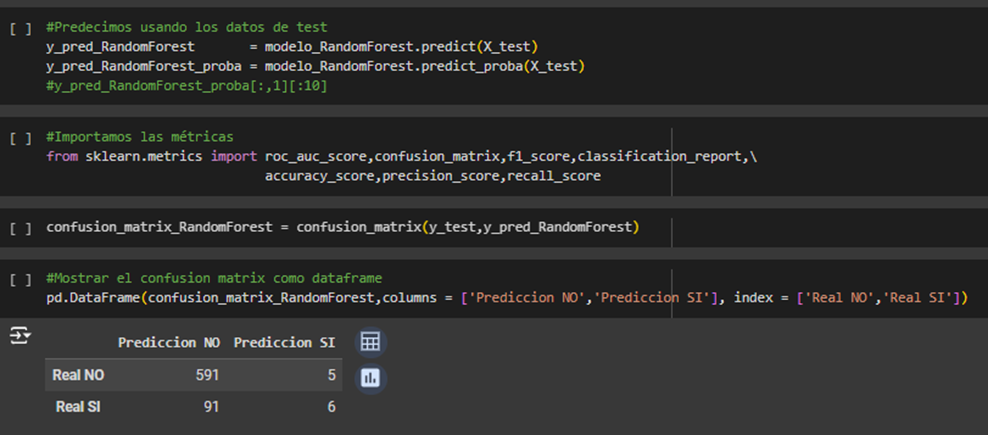 [ ] #Predecimos usando los datos de test
y_pred_RandomForest       = modelo_RandomForest.predict(X_test)
y_pred_RandomForest_proba = modelo_RandomForest.predict_proba(X_test)
#y_pred_RandomForest_proba[:,1][:10]
[ ] #Importamos las métricas
from sklearn.metrics import roc_auc_score,confusion_matrix,f1_score,classification_report,\
                            accuracy_score,precision_score,recall_score
[ ] confusion_matrix_RandomForest = confusion_matrix(y_test,y_pred_RandomForest)
[ ] #Mostrar el confusion matrix como dataframe
pd.DataFrame(confusion_matrix_RandomForest,columns = ['Prediccion NO','Prediccion SI'], index = ['Real NO','Real SI'])
Prediccion NO Prediccion SI
Real NO 591 5
Real SI 91 6